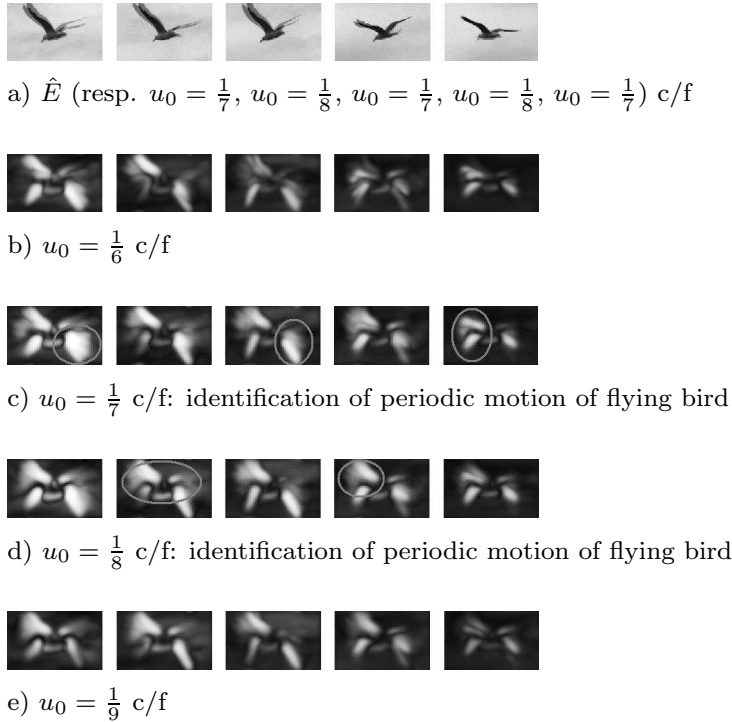 a) Ê (resp. u₀ = 1/7, u₀ = 1/8, u₀ = 1/7, u₀ = 1/8, u₀ = 1/7) c/f
b) u₀ = 1/6 c/f
c) u₀ = 1/7 c/f: identification of periodic motion of flying bird
d) u₀ = 1/8 c/f: identification of periodic motion of flying bird
e) u₀ = 1/9 c/f